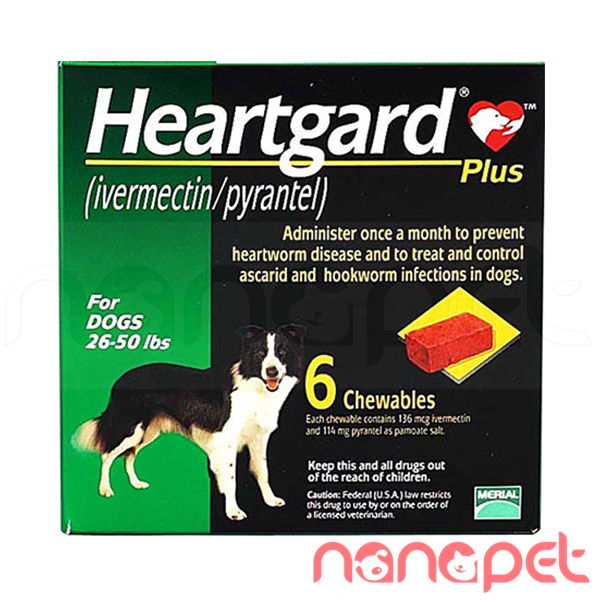 Heartgard®
™
Plus
(ivermectin/pyrantel)
Administer once a month to prevent
heartworm disease and to treat and control
ascarid and hookworm infections in dogs.
For
DOGS
26-50 lbs
6 Chewables
Each chewable contains 136 mcg ivermectin
and 114 mg pyrantel as pamoate salt.
Keep this and all drugs out
of the reach of children.
Caution: Federal (U.S.A.) law restricts
this drug to use by or on the order of
a licensed veterinarian.
MERIAL
nanapet
nanapet